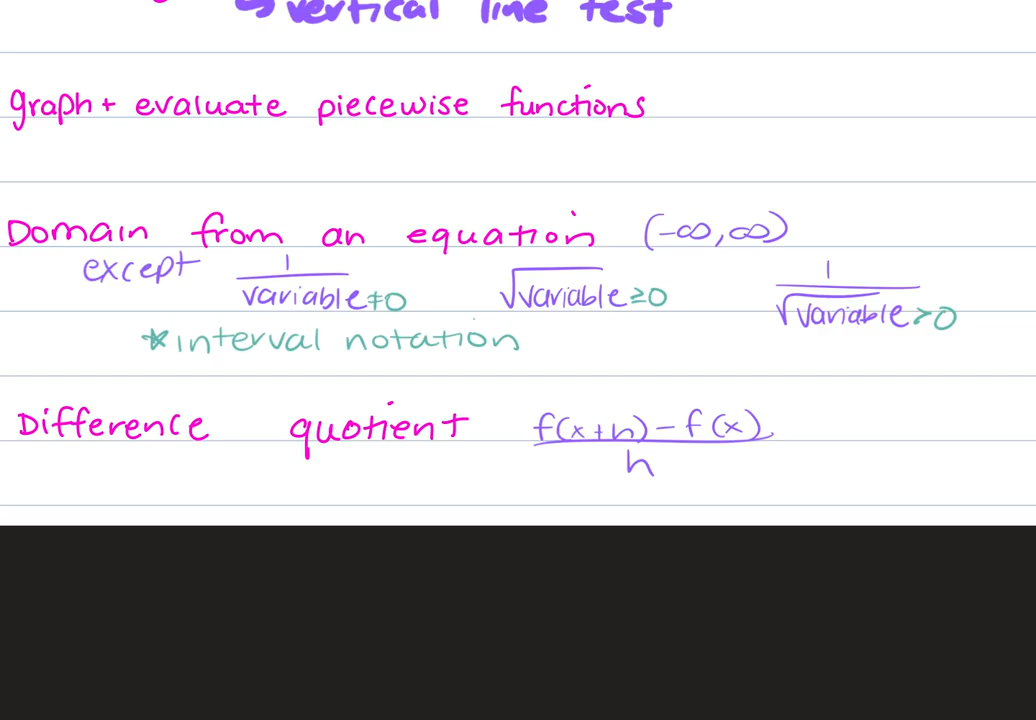 ↳ vertical line test
graph + evaluate piecewise functions
Domain from an equation (-∞,∞)
except 1/variable≠0 √variable≥0 1/√variable>0
*interval notation
Difference quotient f(x+h)-f(x)/h